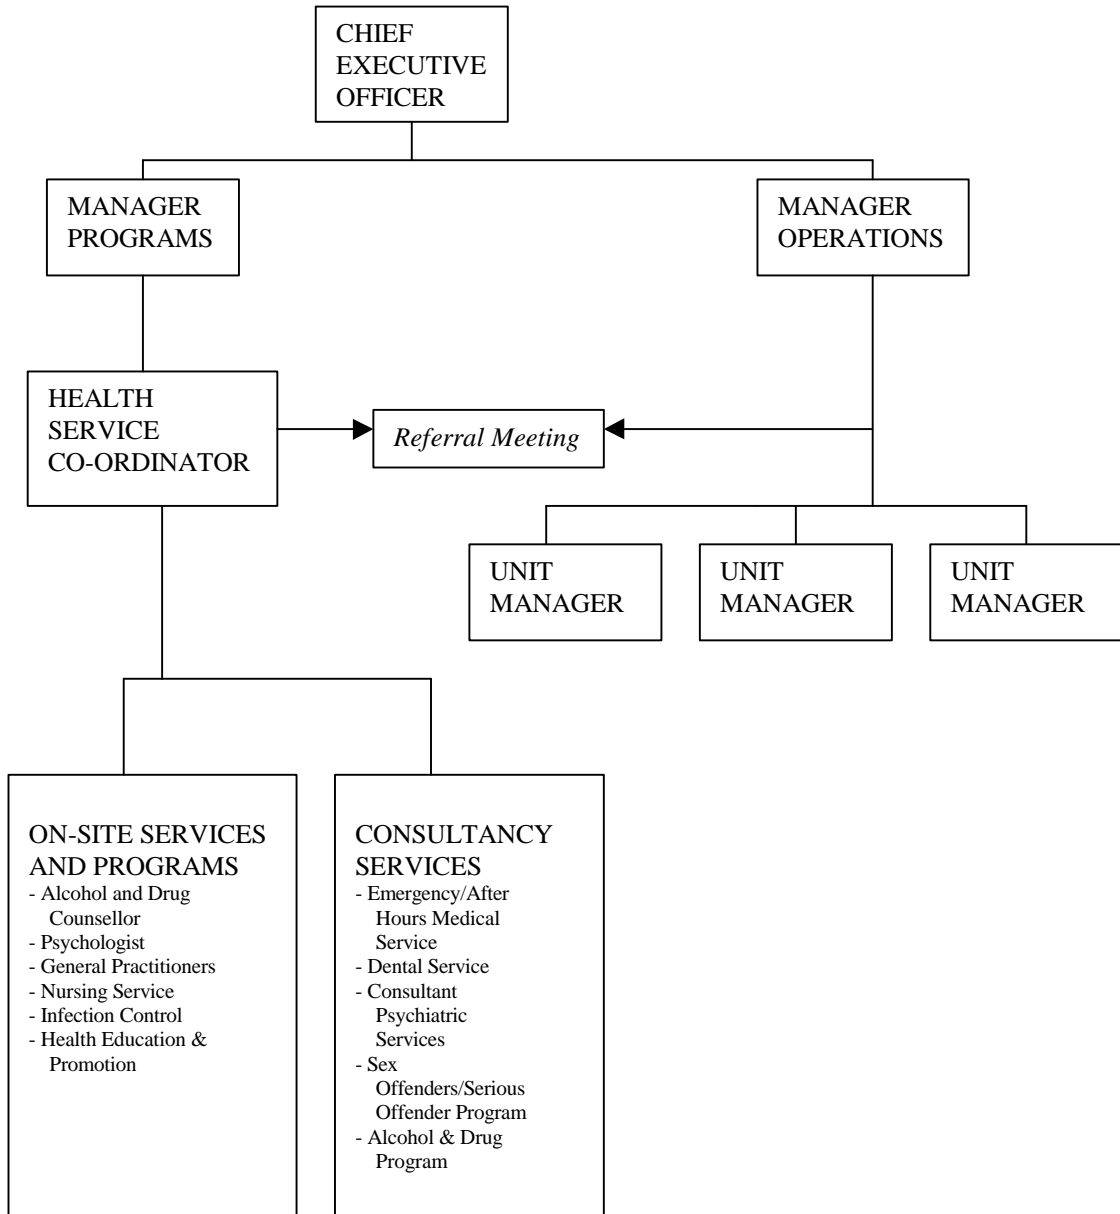 CHIEF
EXECUTIVE
OFFICER
MANAGER
PROGRAMS
MANAGER
OPERATIONS
HEALTH
SERVICE
CO-ORDINATOR
Referral Meeting
UNIT
MANAGER
UNIT
MANAGER
UNIT
MANAGER
ON-SITE SERVICES
AND PROGRAMS
- Alcohol and Drug
Counsellor
- Psychologist
- General Practitioners
- Nursing Service
- Infection Control
- Health Education &
Promotion
CONSULTANCY
SERVICES
- Emergency/After
Hours Medical
Service
- Dental Service
- Consultant
Psychiatric
Services
- Sex
Offenders/Serious
Offender Program
- Alcohol & Drug
Program